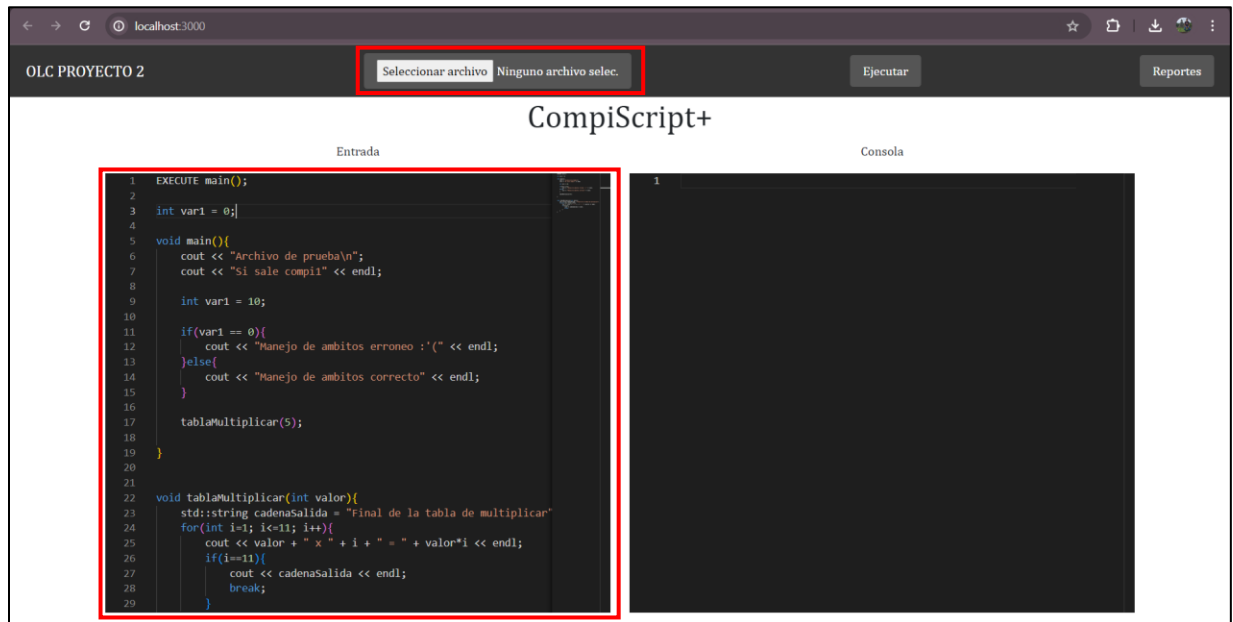 localhost:3000
OLC PROYECTO 2
Seleccionar archivo Ninguno archivo selec.
Ejecutar
Reportes
CompiScript+
Entrada
Consola
1 EXECUTE main();
2
3 int var1 = 0;
4
5 void main(){
6 cout << "Archivo de prueba\n";
7 cout << "Si sale compi1" << endl;
8
9 int var1 = 10;
10
11 if(var1 == 0){
12 cout << "Manejo de ambitos erroneo :'(" << endl;
13 }else{
14 cout << "Manejo de ambitos correcto" << endl;
15 }
16
17 tablaMultiplicar(5);
18
19 }
20
21
22 void tablaMultiplicar(int valor){
23 std::string cadenaSalida = "Final de la tabla de multiplicar"
24 for(int i=1; i<=11; i++){
25 cout << valor + " x " + i + " = " + valor*i << endl;
26 if(i==11){
27 cout << cadenaSalida << endl;
28 break;
29 }
1